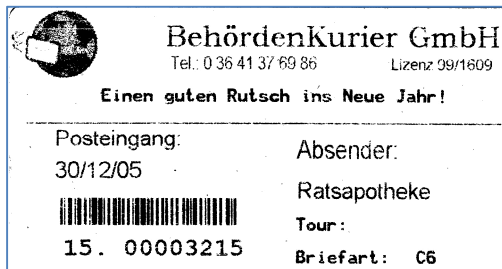 BehördenKurier GmbH
Tel.: 0 36 41 37 69 86 Lizenz 99/1609
Einen guten Rutsch ins Neue Jahr!
Posteingang:
30/12/05
15. 00003215
Absender:
Ratsapotheke
Tour:
Briefart: C6